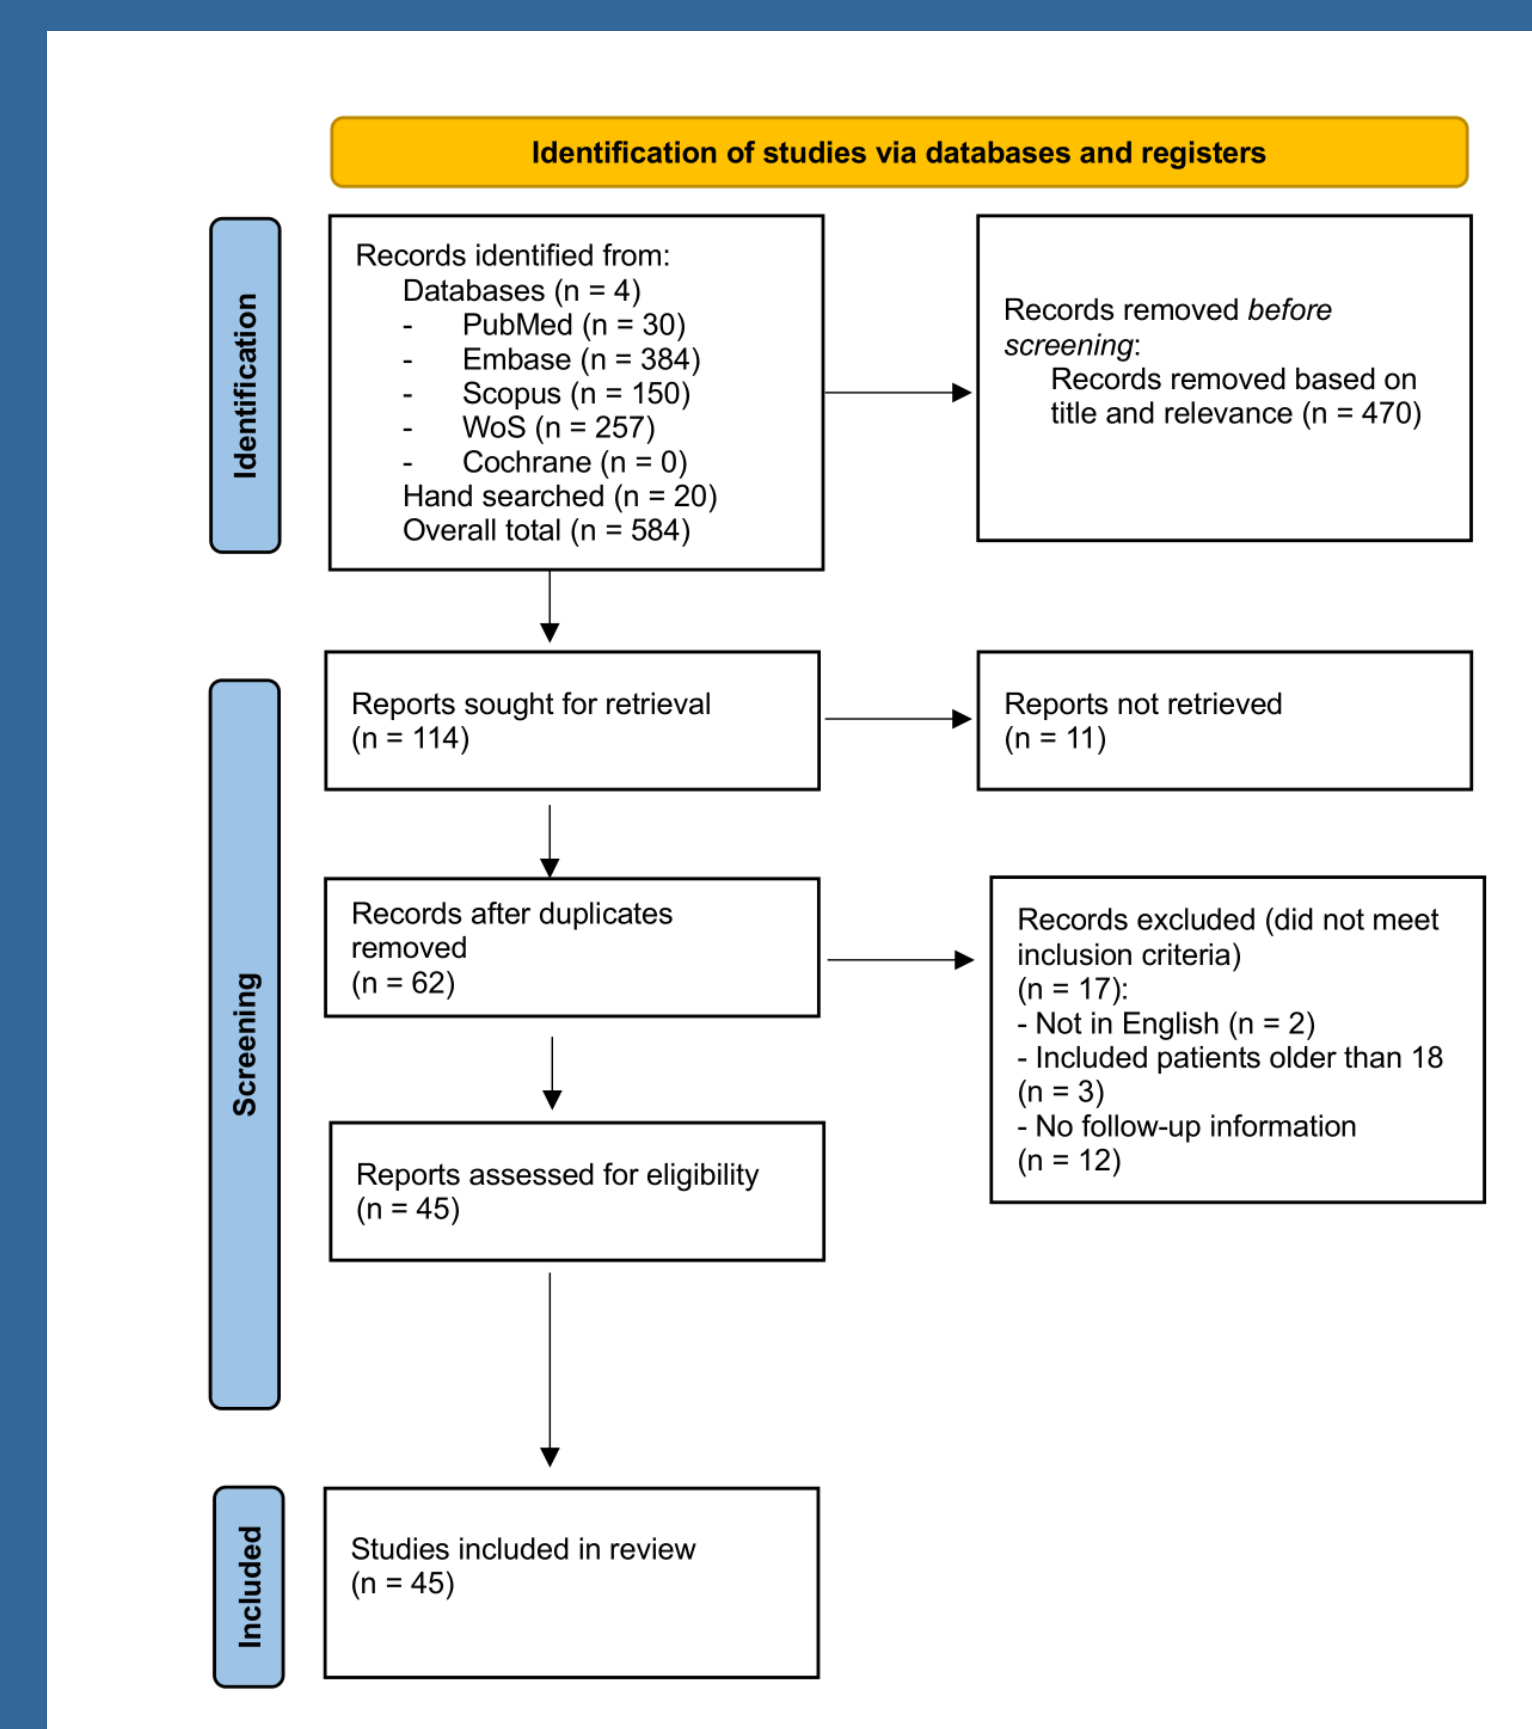 Identification of studies via databases and registers
Identification
Records identified from:
Databases (n = 4)
- PubMed (n = 30)
- Embase (n = 384)
- Scopus (n = 150)
- WoS (n = 257)
- Cochrane (n = 0)
Hand searched (n = 20)
Overall total (n = 584)
Records removed before
screening:
Records removed based on
title and relevance (n = 470)
Screening
Reports sought for retrieval
(n = 114)
Reports not retrieved
(n = 11)
Records after duplicates
removed
(n = 62)
Records excluded (did not meet
inclusion criteria)
(n = 17):
- Not in English (n = 2)
- Included patients older than 18
(n = 3)
- No follow-up information
(n = 12)
Reports assessed for eligibility
(n = 45)
Included
Studies included in review
(n = 45)